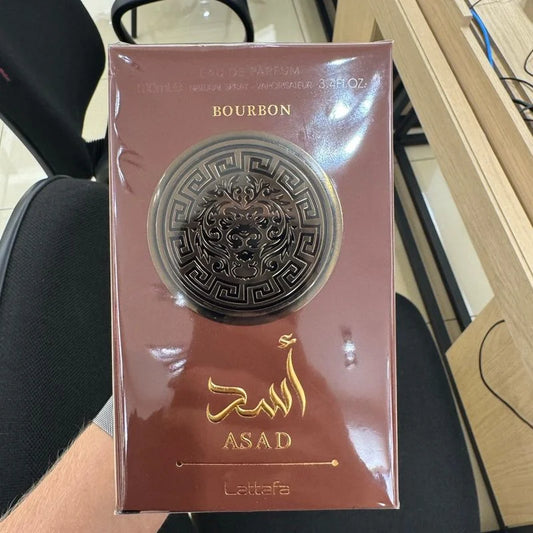 EAU DE PARFUM
100ml℮ NATURAL SPRAY - VAPORISATEUR 3.4FL.OZ.
BOURBON
أسد
ASAD
Lattafa